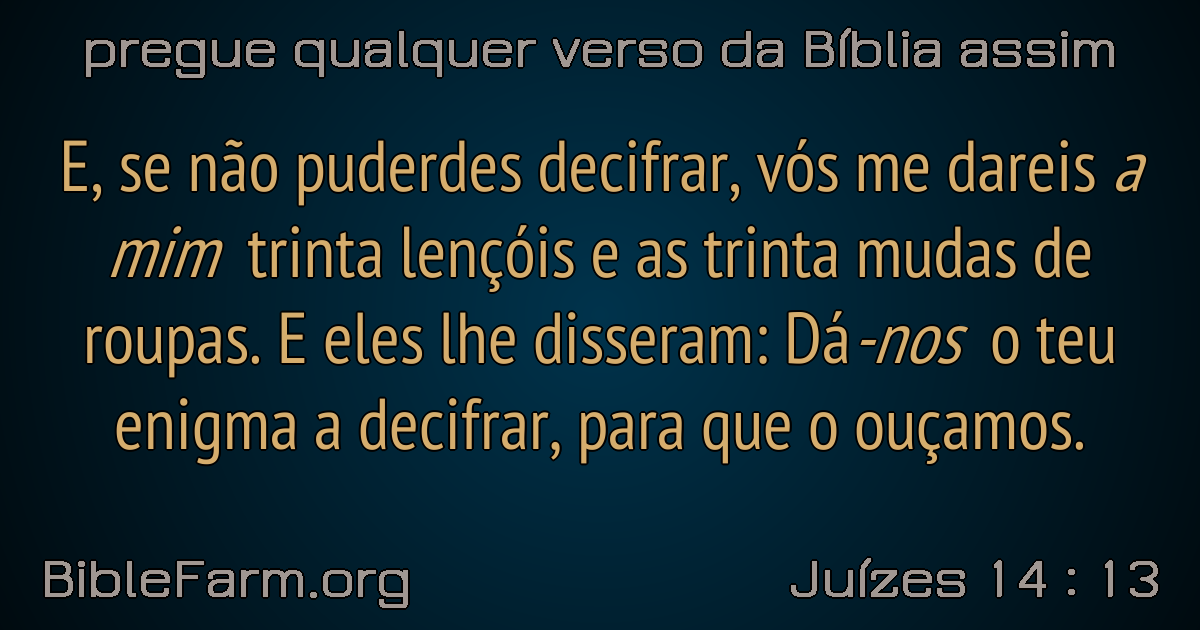 pregue qualquer verso da Bíblia assim
E, se não puderdes decifrar, vós me dareis a
mim trinta lençóis e as trinta mudas de
roupas. E eles lhe disseram: Dá-nos o teu
enigma a decifrar, para que o ouçamos.
BibleFarm.org
Juízes 14 : 13